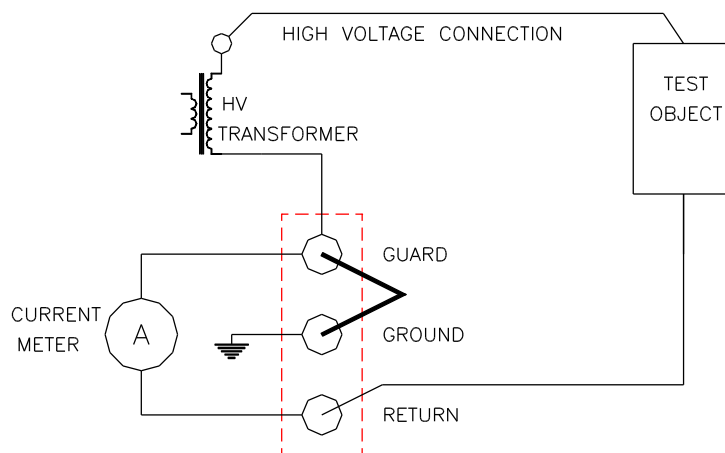 HIGH VOLTAGE CONNECTION
TEST
OBJECT
HV
TRANSFORMER
GUARD
CURRENT
METER
A
GROUND
RETURN